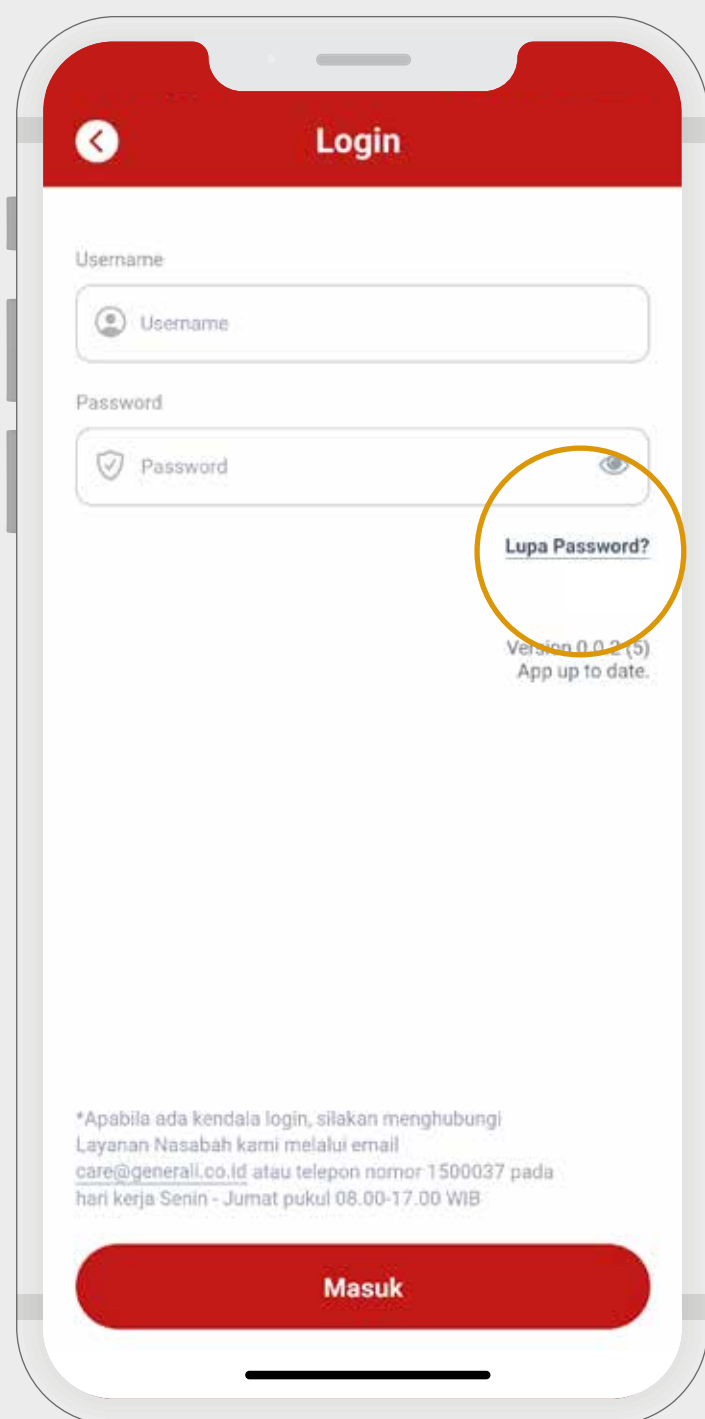 Login
Username
Username
Password
Password
Lupa Password?
Version 0.0.2 (5)
App up to date.
*Apabila ada kendala login, silakan menghubungi
Layanan Nasabah kami melalui email
care@generali.co.id atau telepon nomor 1500037 pada
hari kerja Senin - Jumat pukul 08.00-17.00 WIB
Masuk